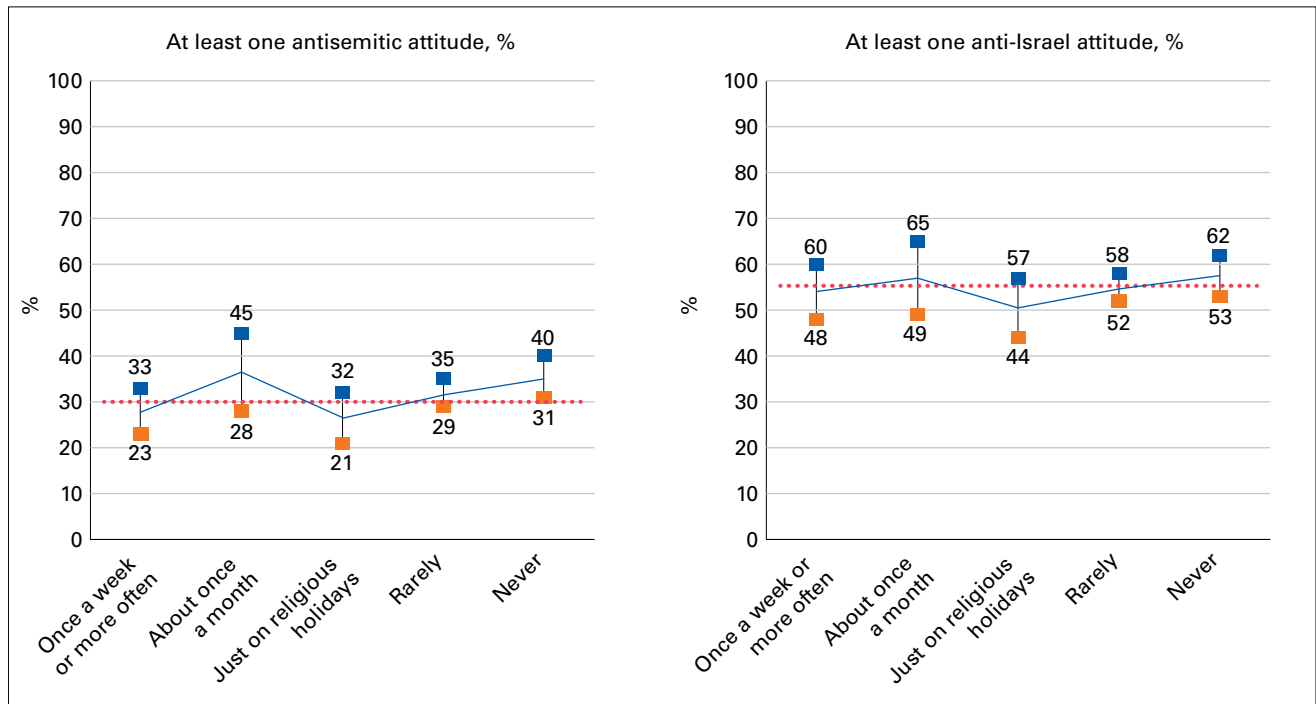 At least one antisemitic attitude, %
100
90
80
70
60
50
40
30
20
10
0
%
33
23
45
28
32
21
35
29
40
31
Once a week
or more often
About once
a month
Just on religious
holidays
Rarely
Never
At least one anti-Israel attitude, %
100
90
80
70
60
50
40
30
20
10
0
%
60
48
65
49
57
44
58
52
62
53
Once a week or
more often
About once
a month
Just on religious
holidays
Rarely
Never